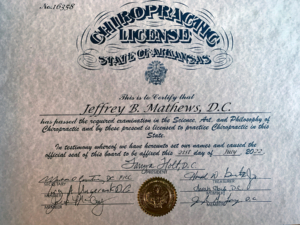 No. 16358
CHIROPRACTIC
LICENSE
STATE OF ARKANSAS
This is to Certify that
Jeffrey B. Mathews, D.C.
has passed the required examination in the Science, Art, and Philosophy of
Chiropractic and by these present is licensed to practice Chiropractic in this
State.
In testimony whereof we have hereunto set our names and caused the
official seal of this board to be affixed this 21st day of July 2022
Holt, D.C.
PRESIDENT